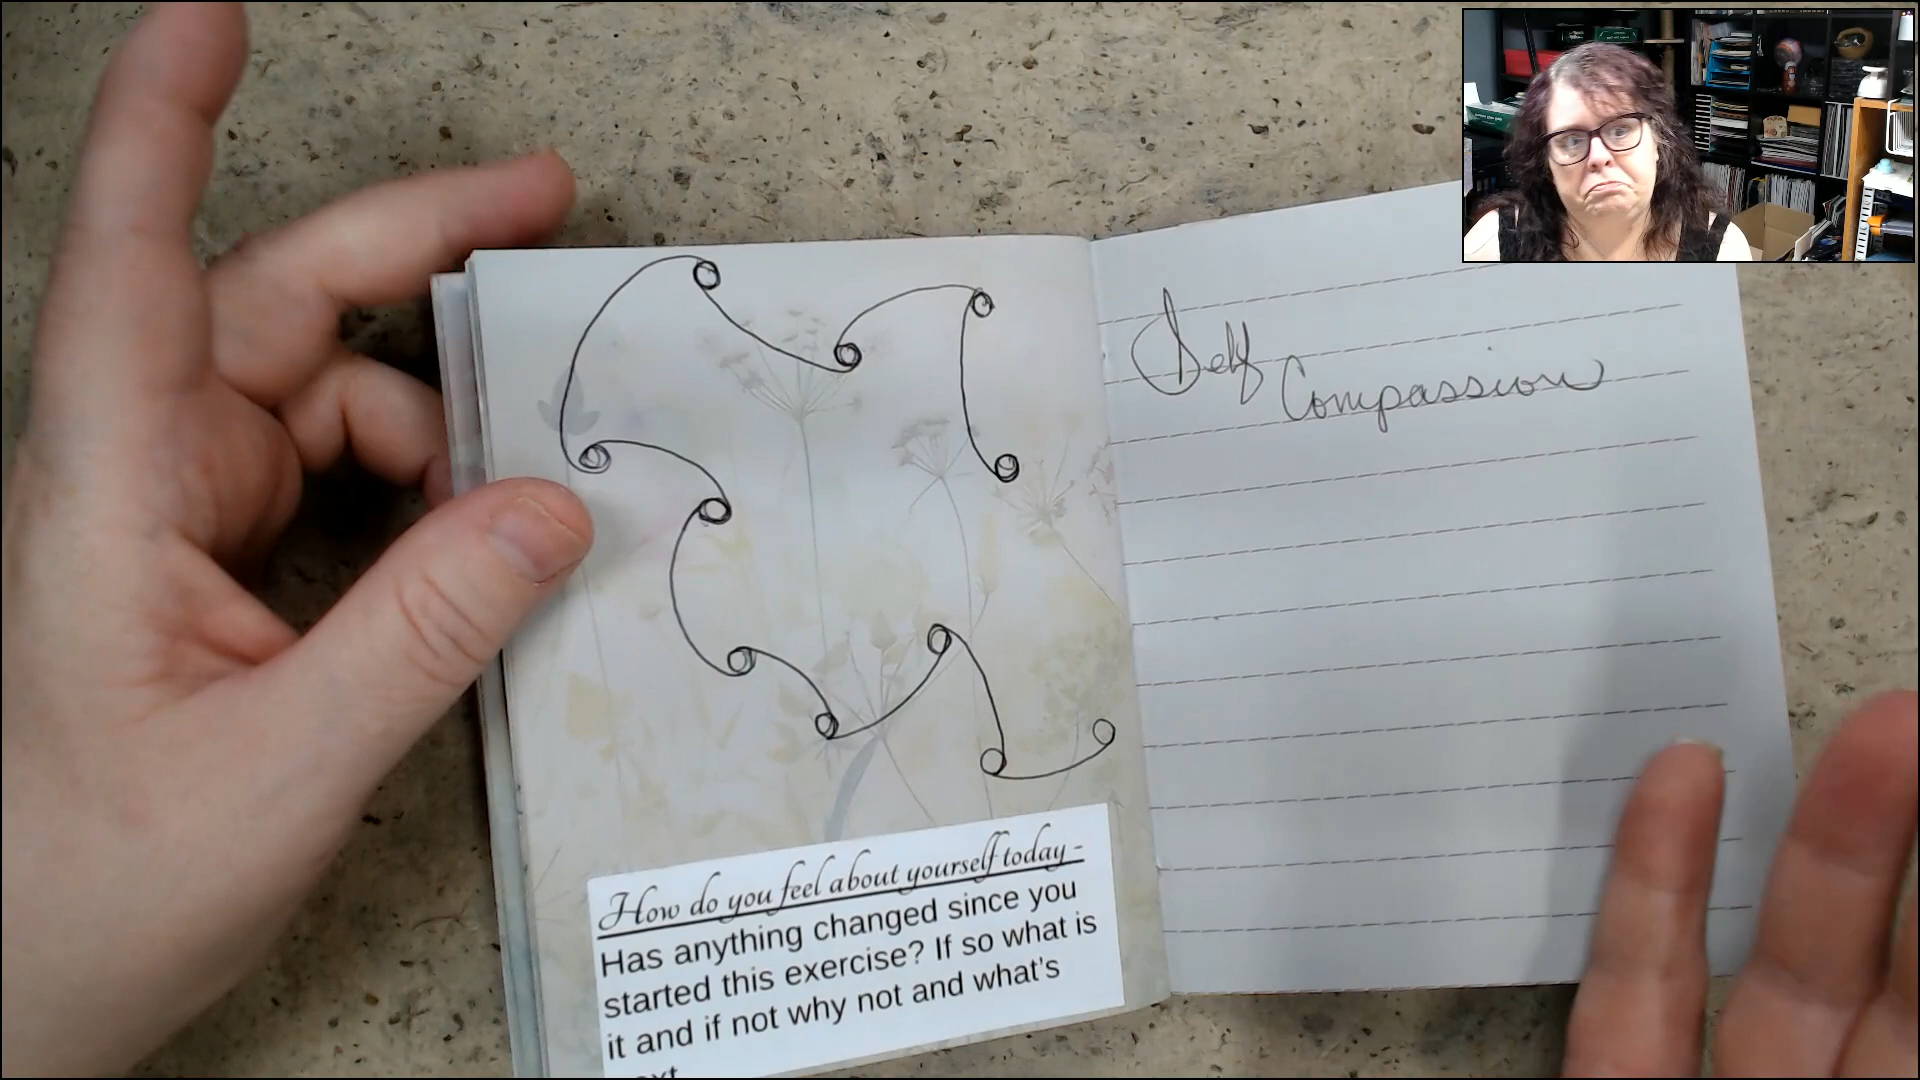 Self
Compassion
How do you feel about yourself today -
Has anything changed since you
started this exercise? If so what is
it and if not why not and what's